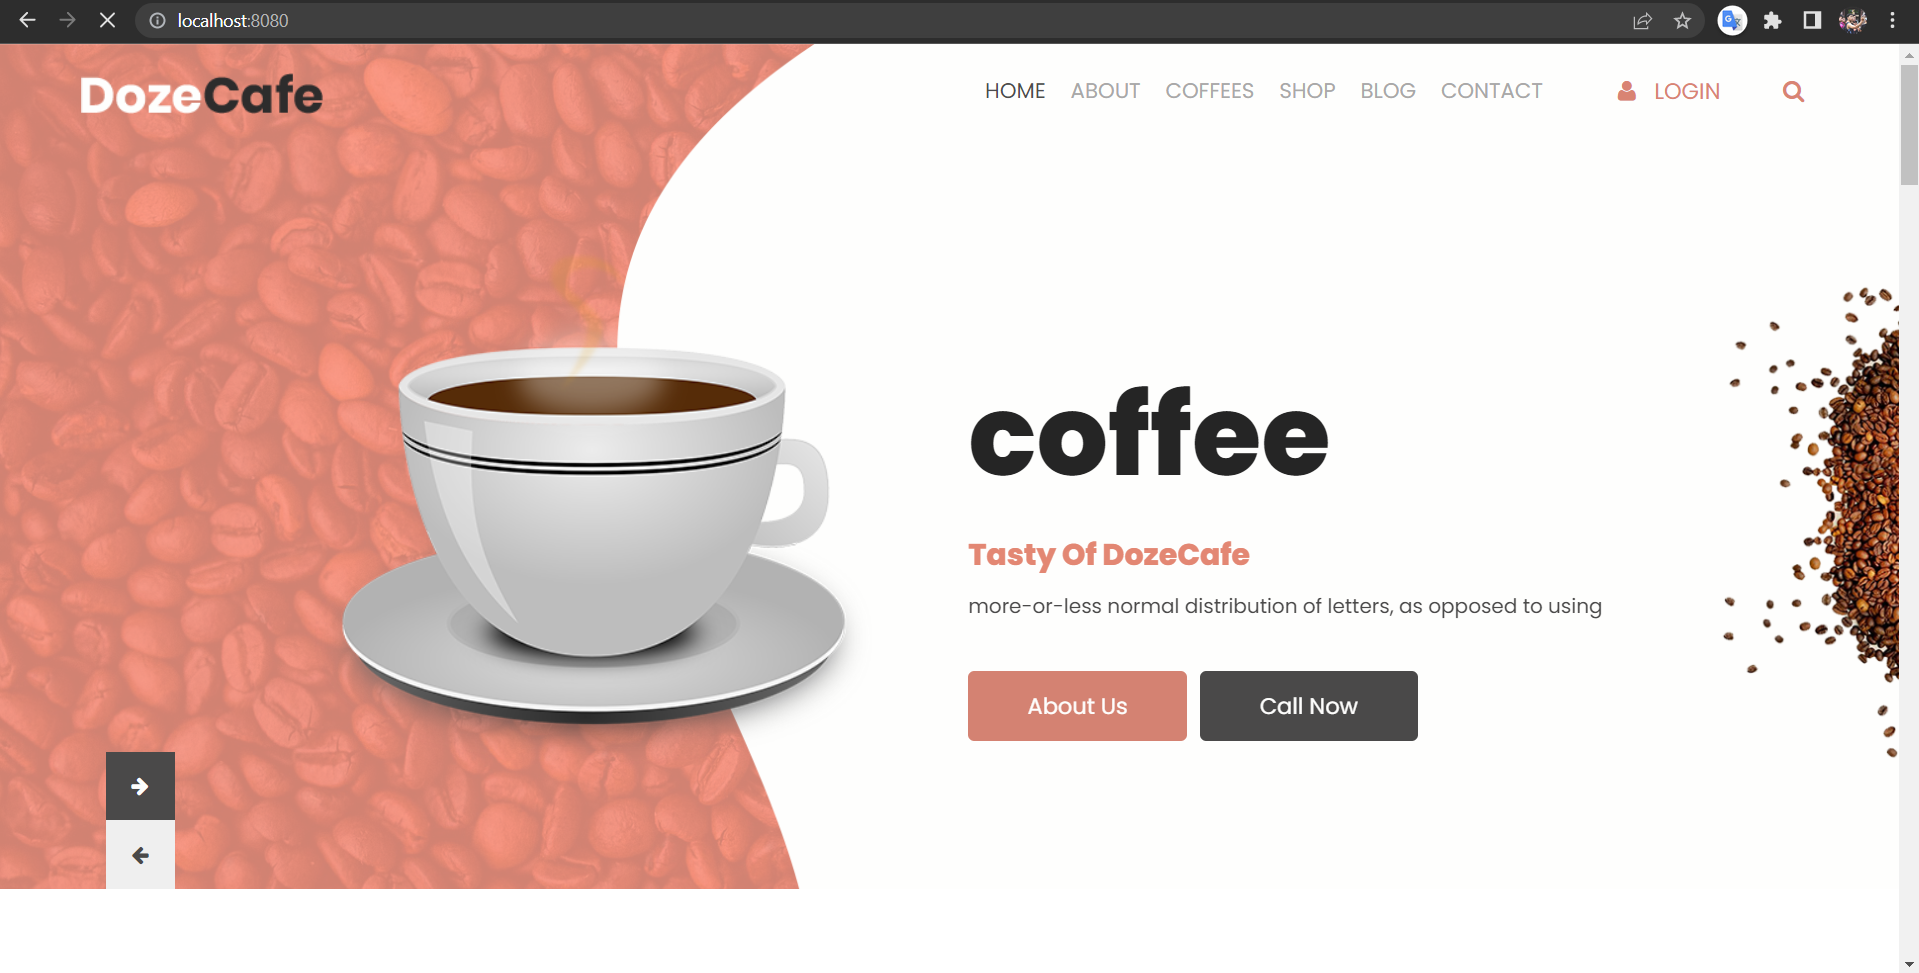 localhost:8080
DozeCafe
HOME ABOUT COFFEES SHOP BLOG CONTACT LOGIN
coffee
Tasty Of DozeCafe
more-or-less normal distribution of letters, as opposed to using
About Us Call Now